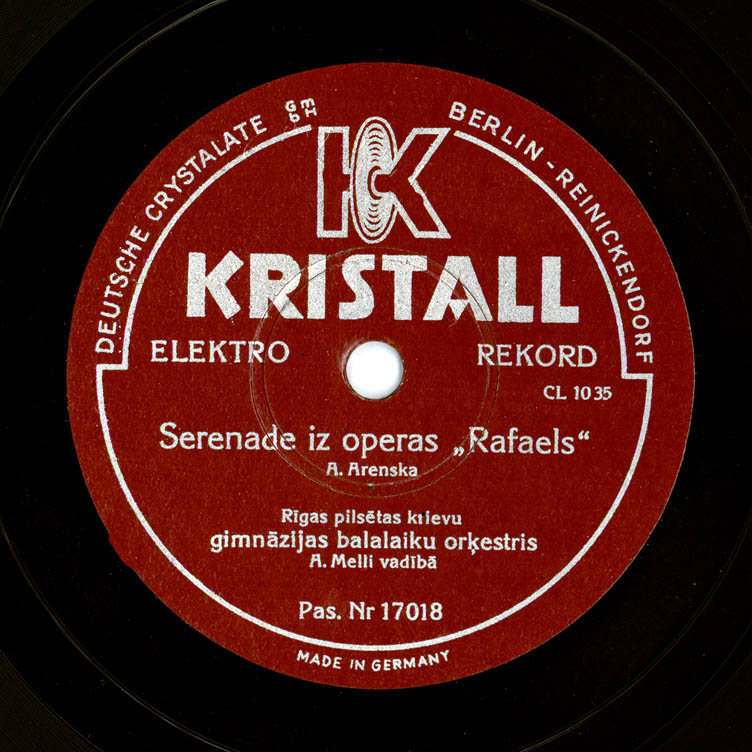 DEUTSCHE CRYSTALATE GmbH
BERLIN-REINICKENDORF
K
KRISTALL
ELEKTRO REKORD
CL 1035
Serenade iz operas „Rafaels“
A. Arenska
Rīgas pilsētas krievu
gimnāzijas balalaiku orķestris
A. Melli vadībā
Pas. Nr 17018
MADE IN GERMANY